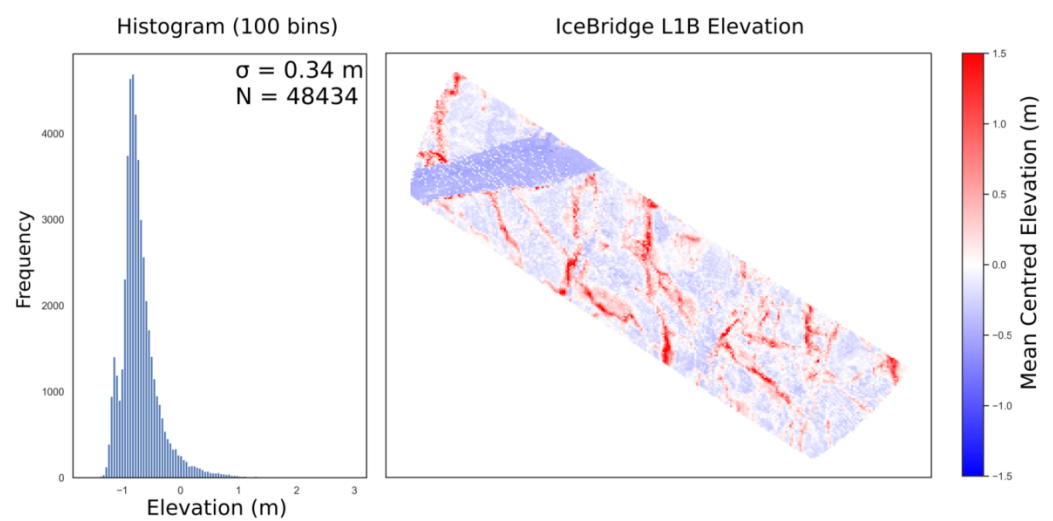 Histogram (100 bins)
IceBridge L1B Elevation
σ = 0.34 m
N = 48434
4000
3000
2000
1000
0
Frequency
−1
0
1
2
3
Elevation (m)
1.5
1.0
0.5
0.0
−0.5
−1.0
−1.5
Mean Centred Elevation (m)